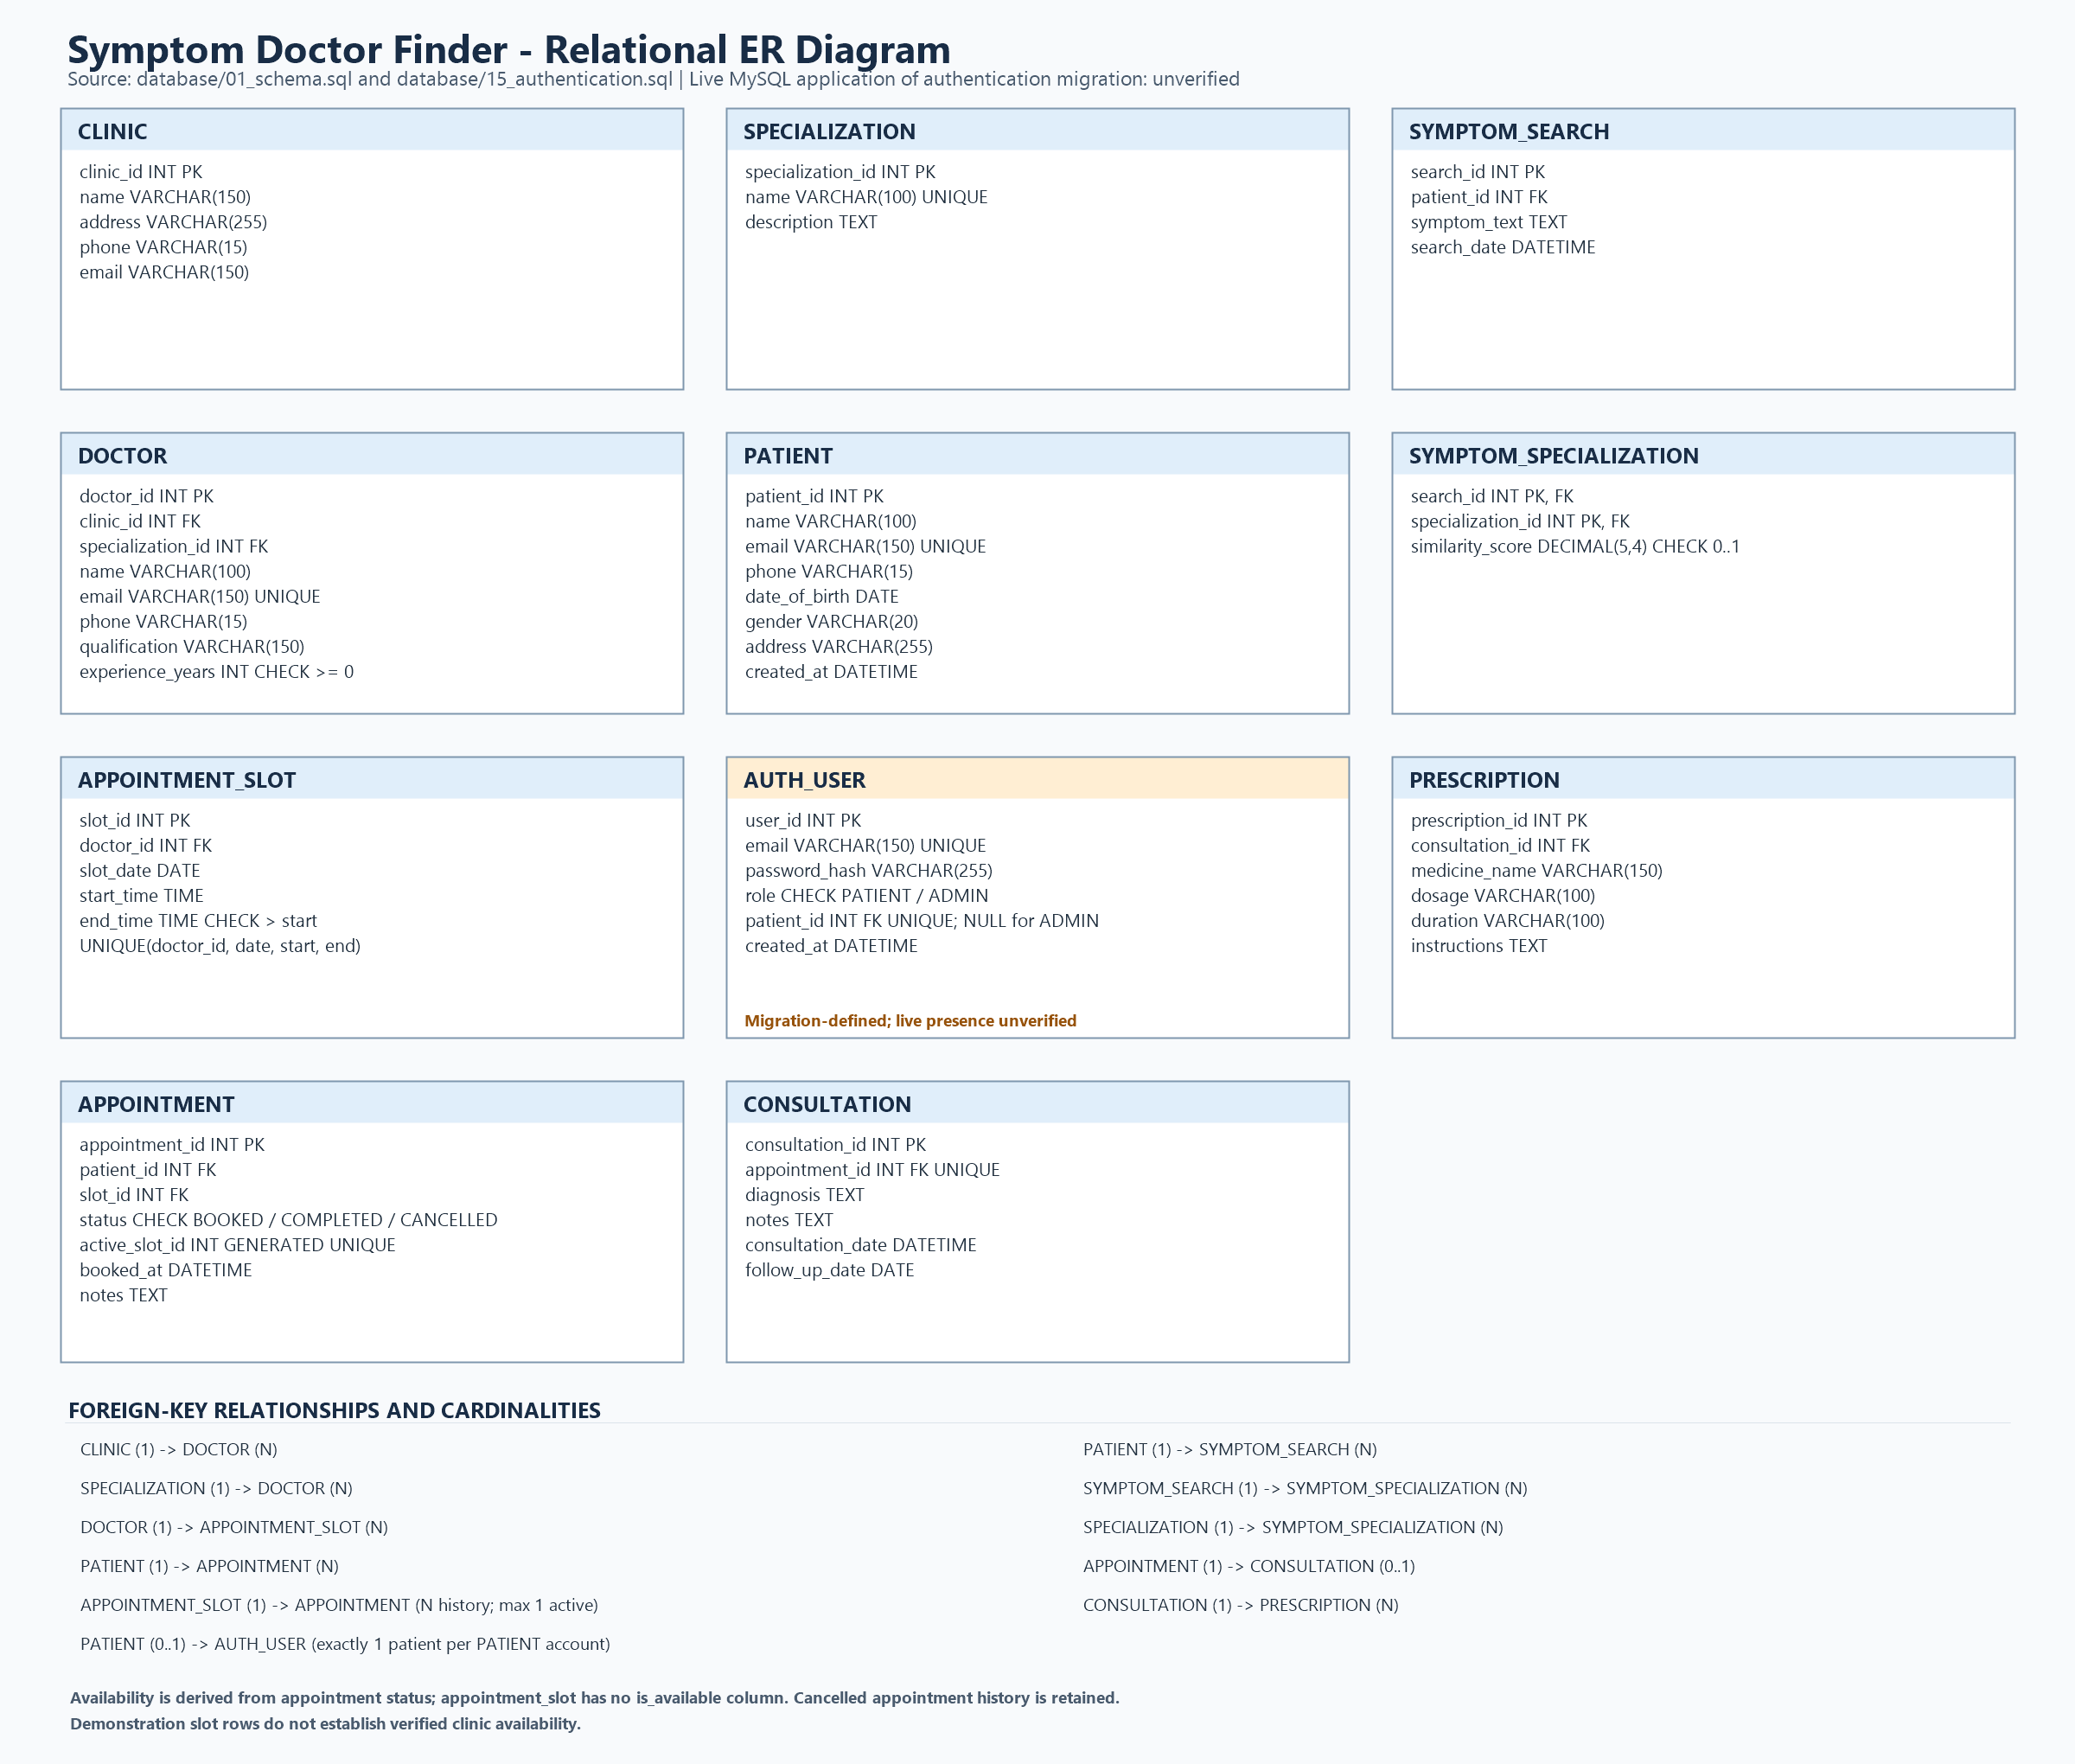 Symptom Doctor Finder - Relational ER Diagram
Source: database/01_schema.sql and database/15_authentication.sql | Live MySQL application of authentication migration: unverified
CLINIC
clinic_id INT PK
name VARCHAR(150)
address VARCHAR(255)
phone VARCHAR(15)
email VARCHAR(150)
SPECIALIZATION
specialization_id INT PK
name VARCHAR(100) UNIQUE
description TEXT
SYMPTOM_SEARCH
search_id INT PK
patient_id INT FK
symptom_text TEXT
search_date DATETIME
DOCTOR
doctor_id INT PK
clinic_id INT FK
specialization_id INT FK
name VARCHAR(100)
email VARCHAR(150) UNIQUE
phone VARCHAR(15)
qualification VARCHAR(150)
experience_years INT CHECK >= 0
PATIENT
patient_id INT PK
name VARCHAR(100)
email VARCHAR(150) UNIQUE
phone VARCHAR(15)
date_of_birth DATE
gender VARCHAR(20)
address VARCHAR(255)
created_at DATETIME
SYMPTOM_SPECIALIZATION
search_id INT PK, FK
specialization_id INT PK, FK
similarity_score DECIMAL(5,4) CHECK 0..1
APPOINTMENT_SLOT
slot_id INT PK
doctor_id INT FK
slot_date DATE
start_time TIME
end_time TIME CHECK > start
UNIQUE(doctor_id, date, start, end)
AUTH_USER
user_id INT PK
email VARCHAR(150) UNIQUE
password_hash VARCHAR(255)
role CHECK PATIENT / ADMIN
patient_id INT FK UNIQUE; NULL for ADMIN
created_at DATETIME
Migration-defined; live presence unverified
PRESCRIPTION
prescription_id INT PK
consultation_id INT FK
medicine_name VARCHAR(150)
dosage VARCHAR(100)
duration VARCHAR(100)
instructions TEXT
APPOINTMENT
appointment_id INT PK
patient_id INT FK
slot_id INT FK
status CHECK BOOKED / COMPLETED / CANCELLED
active_slot_id INT GENERATED UNIQUE
booked_at DATETIME
notes TEXT
CONSULTATION
consultation_id INT PK
appointment_id INT FK UNIQUE
diagnosis TEXT
notes TEXT
consultation_date DATETIME
follow_up_date DATE
FOREIGN-KEY RELATIONSHIPS AND CARDINALITIES
CLINIC (1) -> DOCTOR (N)
SPECIALIZATION (1) -> DOCTOR (N)
DOCTOR (1) -> APPOINTMENT_SLOT (N)
PATIENT (1) -> APPOINTMENT (N)
APPOINTMENT_SLOT (1) -> APPOINTMENT (N history; max 1 active)
PATIENT (0..1) -> AUTH_USER (exactly 1 patient per PATIENT account)
PATIENT (1) -> SYMPTOM_SEARCH (N)
SYMPTOM_SEARCH (1) -> SYMPTOM_SPECIALIZATION (N)
SPECIALIZATION (1) -> SYMPTOM_SPECIALIZATION (N)
APPOINTMENT (1) -> CONSULTATION (0..1)
CONSULTATION (1) -> PRESCRIPTION (N)
Availability is derived from appointment status; appointment_slot has no is_available column. Cancelled appointment history is retained.
Demonstration slot rows do not establish verified clinic availability.